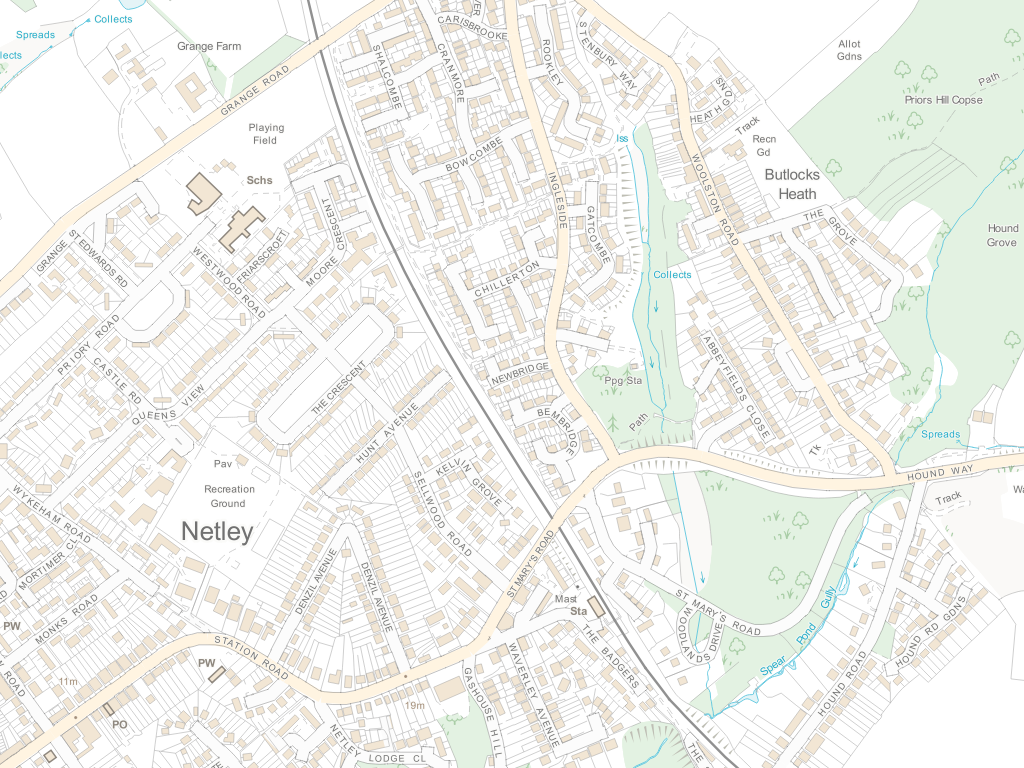 Collects
Spreads
llects
Grange Farm
GRANGE ROAD
SHALCOMBE
CRANMORE
CARISBROOKE
VER
ROOKLEY
STENBURY WAY
HEATH GDNS
Track
Allot
Gdns
Path
Priors Hill Copse
Playing
Field
BOWCOMBE
Iss
Recn
Gd
Butlocks
Heath
Schs
INGLESIDE
GATCOMBE
WOOLSTON ROAD
THE GROVE
Hound
Grove
GRANGE
ST EDWARDS RD
WESTWOOD ROAD
FRIARSCROFT
MOORE
CRESCENT
CHILLERTON
Collects
PRIORY ROAD
CASTLE RD
QUEENS VIEW
THE CRESCENT
NEWBRIDGE
Ppg Sta
ABBEYFIELDS CLOSE
HUNT AVENUE
BEMBRIDGE
Path
Tk
Spreads
Pav
Recreation
Ground
KELVIN GROVE
SELLWOOD ROAD
HOUND WAY
Track
Wa
WYKEHAM ROAD
Netley
MORTIMER CL
MONKS ROAD
DENZIL AVENUE
DENZIL AVENUE
ST MARY'S ROAD
Mast
Sta
ST MARY'S ROAD
WOODLANDS DRIVE
Spear Pond Gully
HOUND RD GDNS
HOUND ROAD
PW
N ROAD
STATION ROAD
PW
THE BADGERS
WAVERLEY AVENUE
GASHOUSE HILL
11m
19m
PO
NETLEY
LODGE CL
THE G